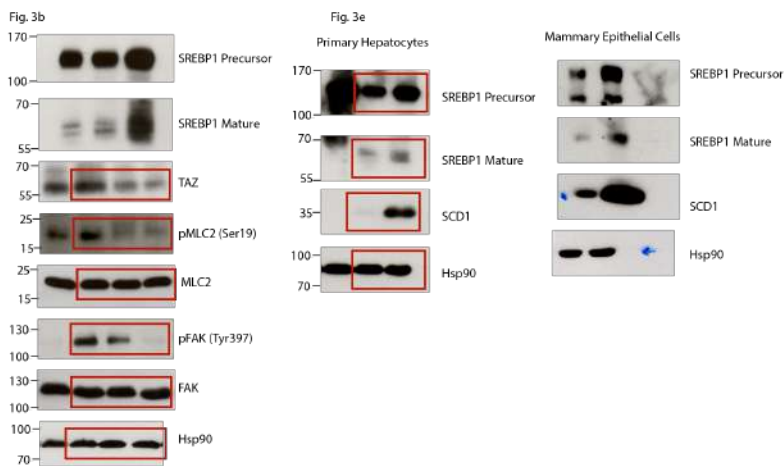 Fig. 3b
170
100
SREBP1 Precursor
70
55
SREBP1 Mature
70
55
TAZ
25
15
pMLC2 (Ser19)
25
15
MLC2
130
100
pFAK (Tyr397)
130
100
FAK
100
70
Hsp90
Fig. 3e
Primary Hepatocytes
170
100
SREBP1 Precursor
70
55
SREBP1 Mature
35
SCD1
100
70
Hsp90
Mammary Epithelial Cells
SREBP1 Precursor
SREBP1 Mature
SCD1
Hsp90